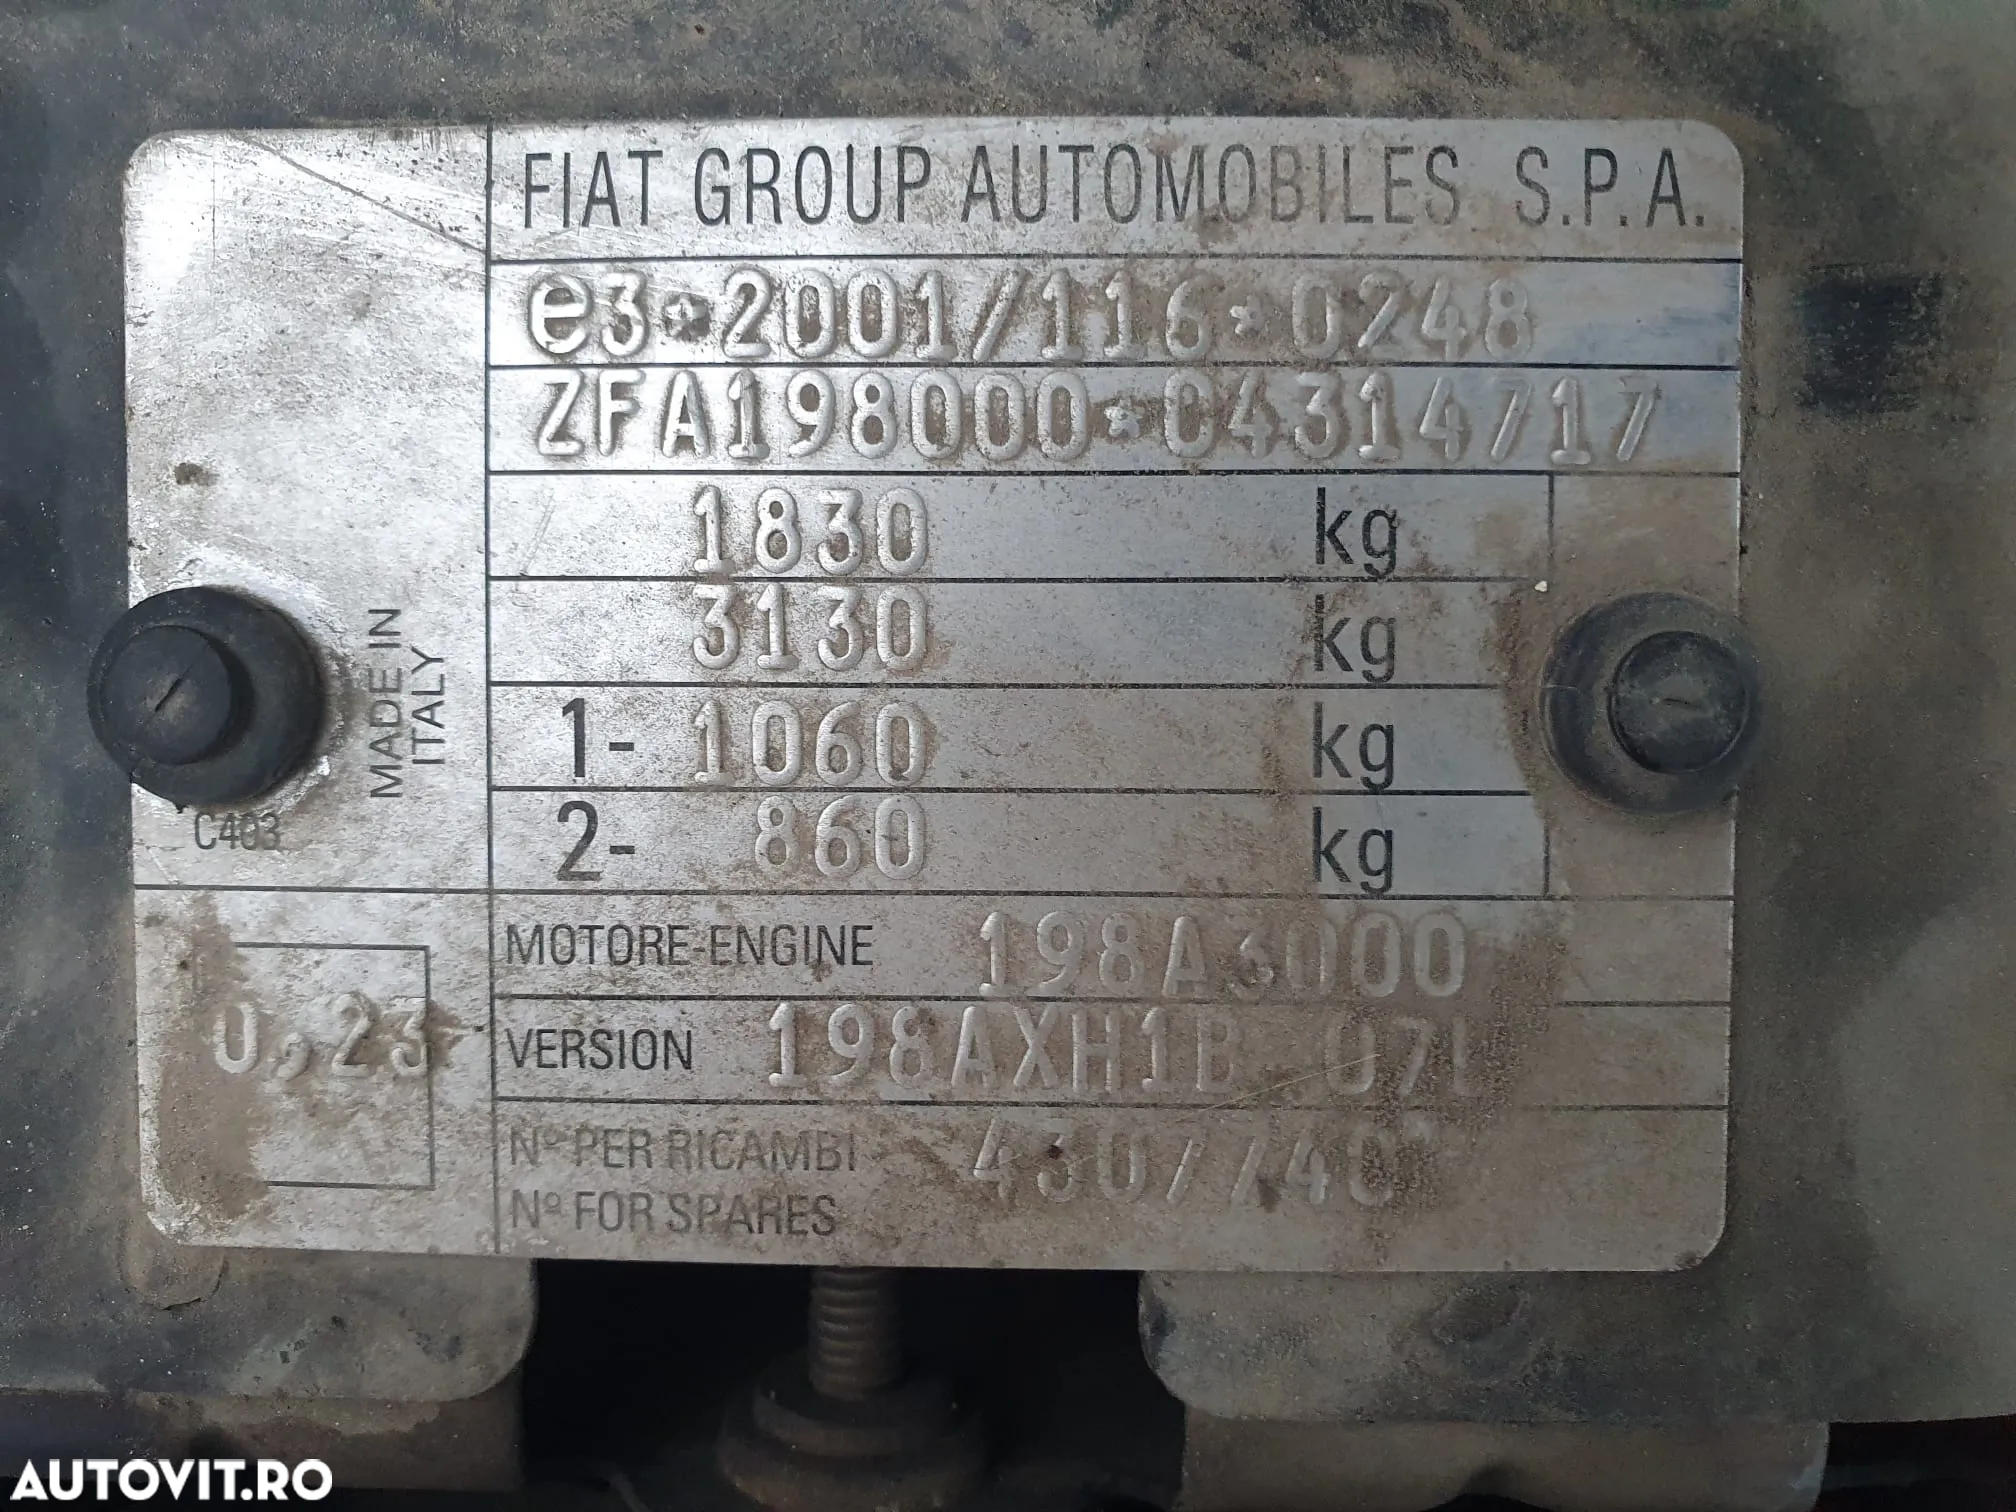 FIAT GROUP AUTOMOBILES S.P.A.
e3*2001/116*0248
ZFA198000*04314717
1830 kg
3130 kg
1- 1060 kg
2- 860 kg
MADE IN
ITALY
C403
0,23
MOTORE-ENGINE 198A3000
VERSION 198AXH1B 07L
Nº PER RICAMBI
Nº FOR SPARES
AUTOVIT.RO